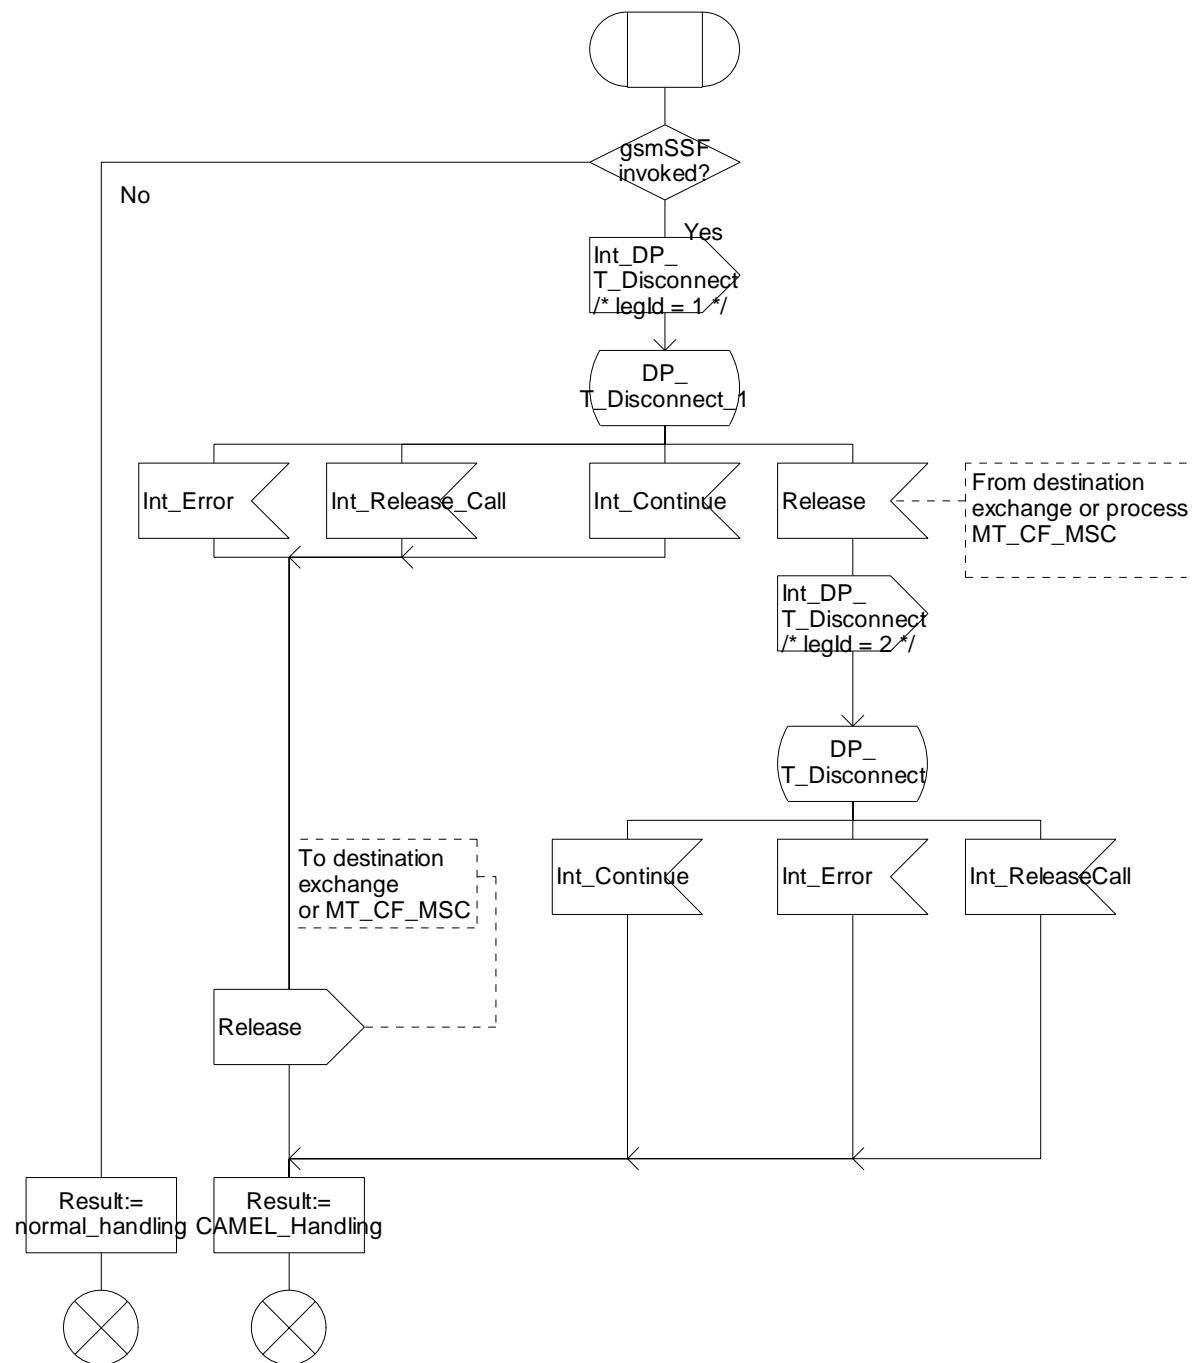 gsmSSF
invoked?
No
Yes
Int_DP_
T_Disconnect
/* legId = 1 */
DP_
T_Disconnect_1
Int_Error
Int_Release_Call
Int_Continue
Release
From destination
exchange or process
MT_CF_MSC
Int_DP_
T_Disconnect
/* legId = 2 */
DP_
T_Disconnect
To destination
exchange
or MT_CF_MSC
Int_Continue
Int_Error
Int_ReleaseCall
Release
Result:=
normal_handling
Result:=
CAMEL_Handling